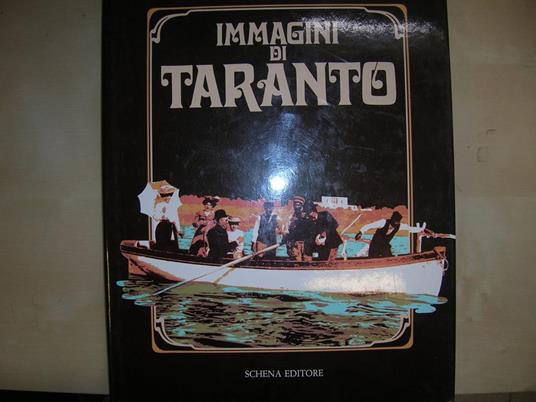 IMMAGINI
DI
TARANTO
SCHENA EDITORE